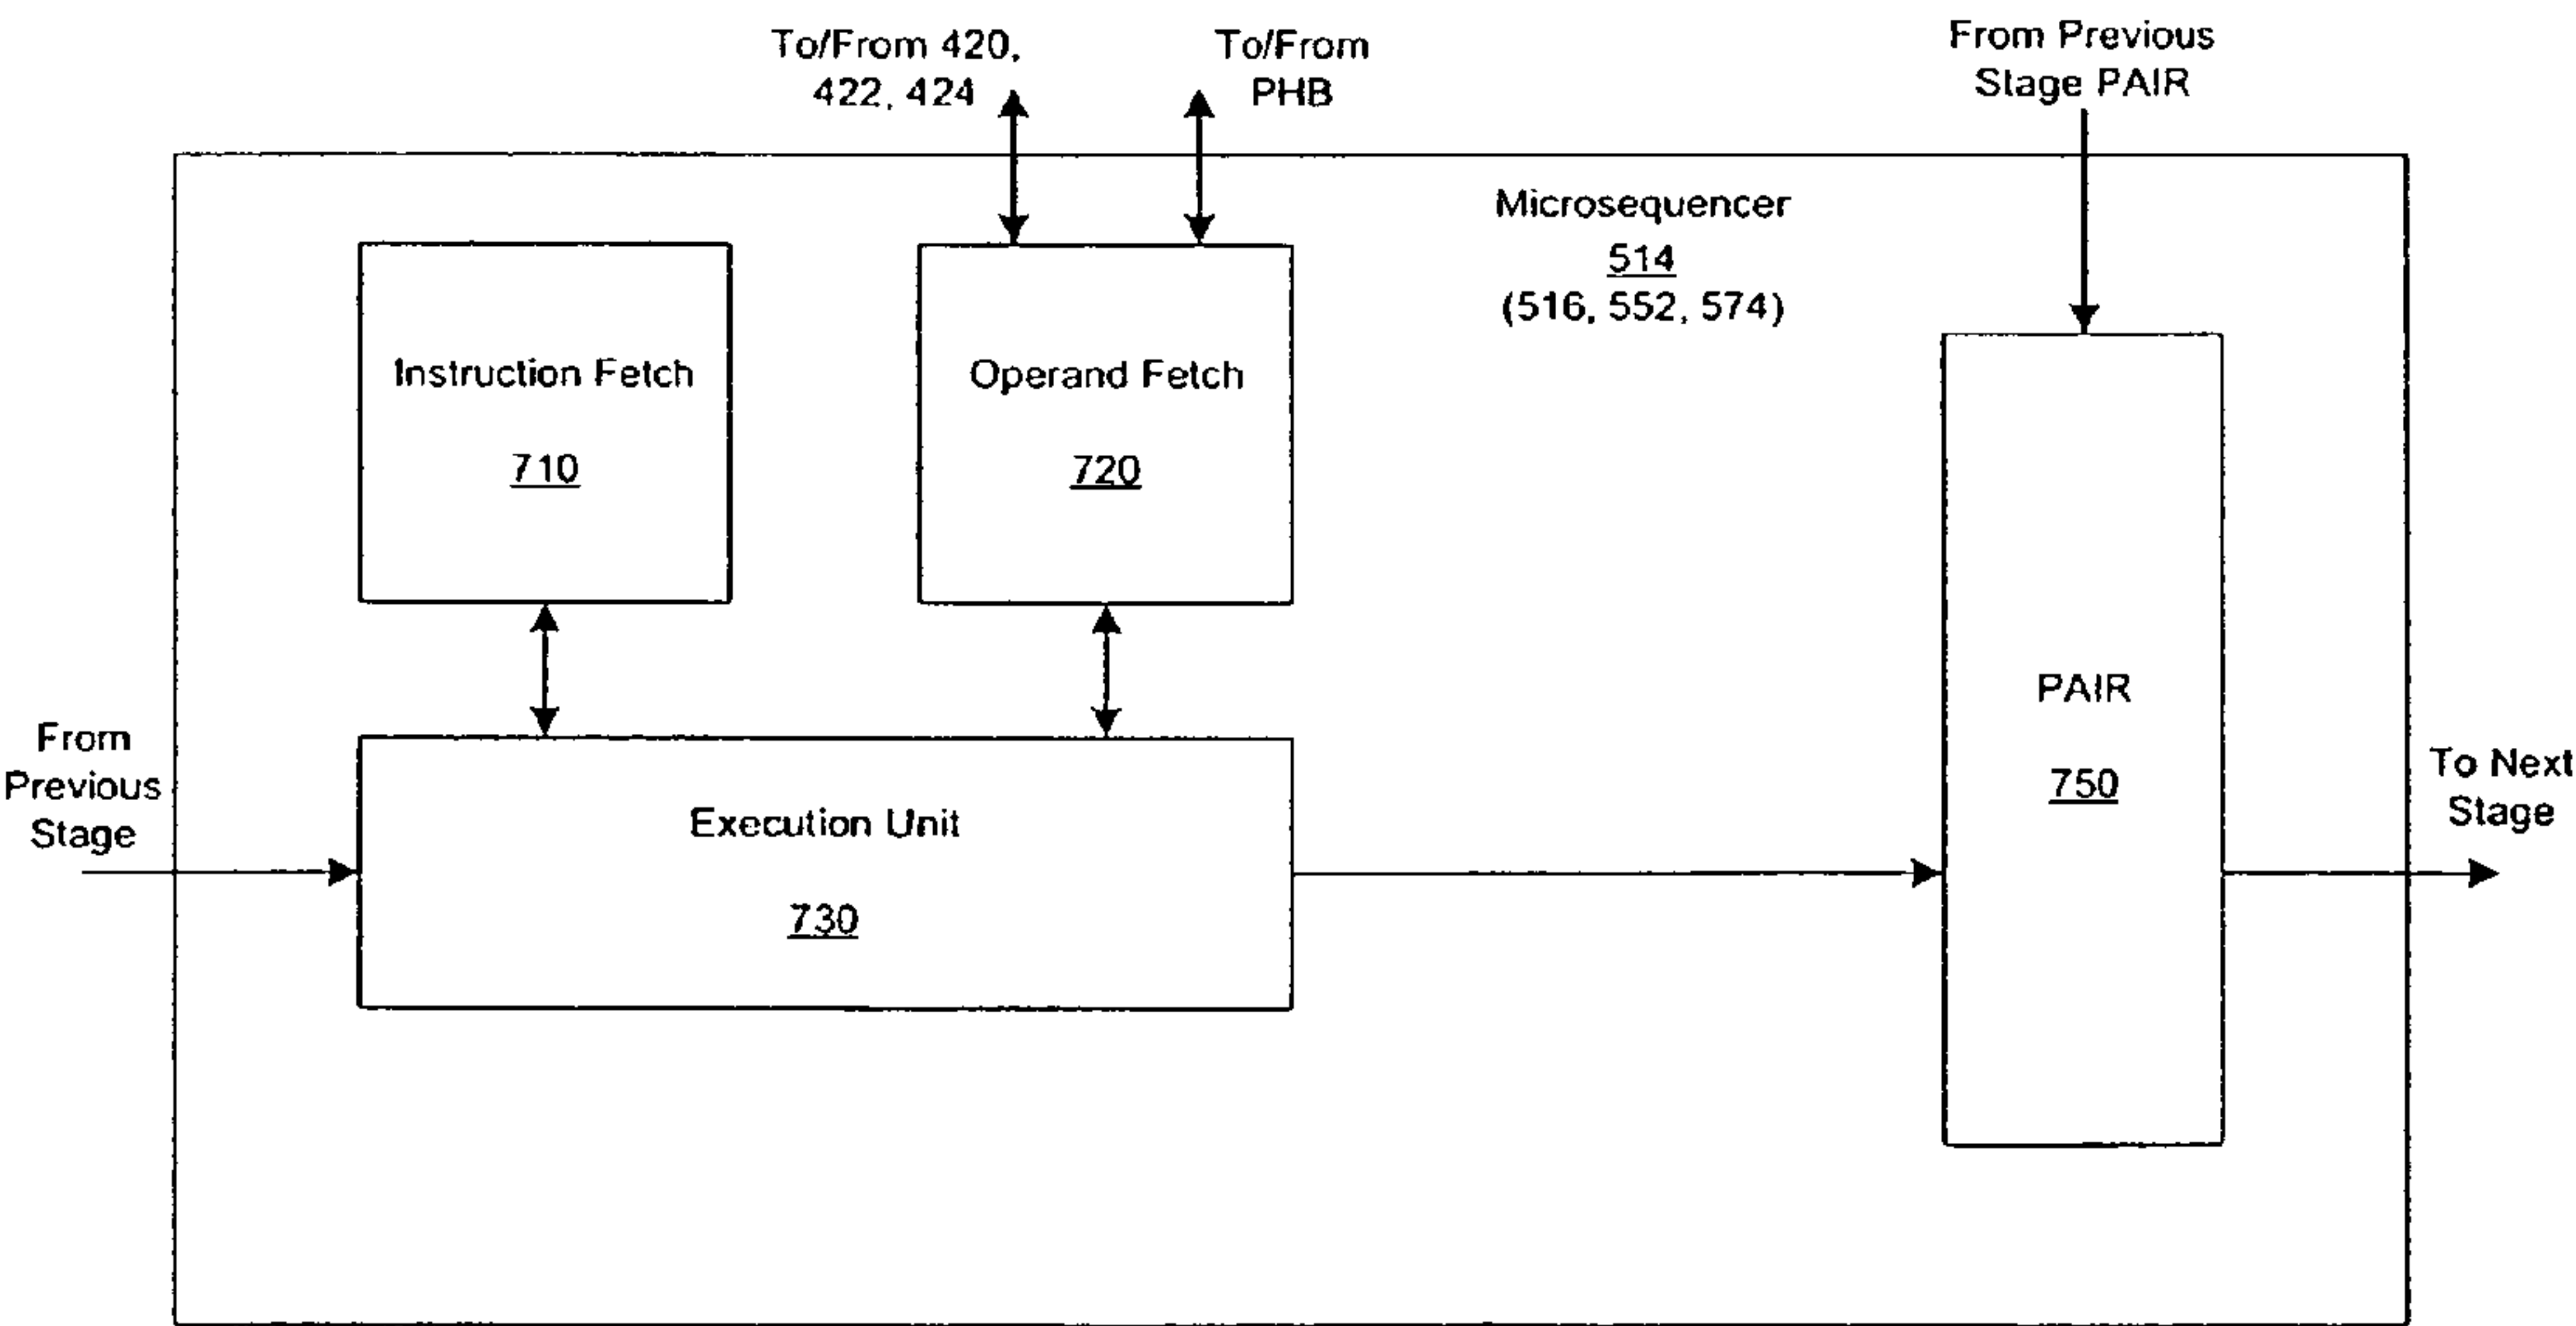 To/From 420,
422, 424
To/From
PHB
From Previous
Stage PAIR
Microsequencer
514
(516, 552, 574)
Instruction Fetch
710
Operand Fetch
720
PAIR
750
From
Previous
Stage
Execution Unit
730
To Next
Stage